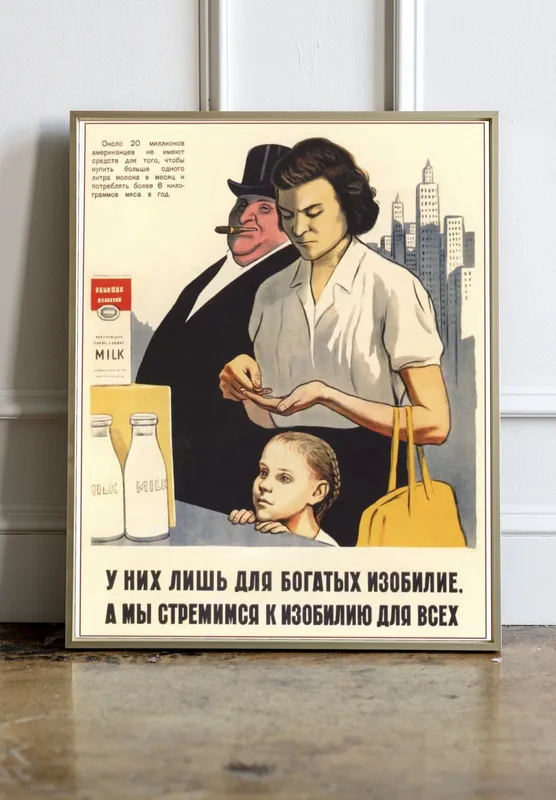 Около 20 миллионов
американцев не имеют
средств для того, чтобы
купить больше одного
литра молока в месяц и
потреблять более 6 кило-
граммов мяса в год.
MILK
MILK MILK
У НИХ ЛИШЬ ДЛЯ БОГАТЫХ ИЗОБИЛИЕ,
А МЫ СТРЕМИМСЯ К ИЗОБИЛИЮ ДЛЯ ВСЕХ